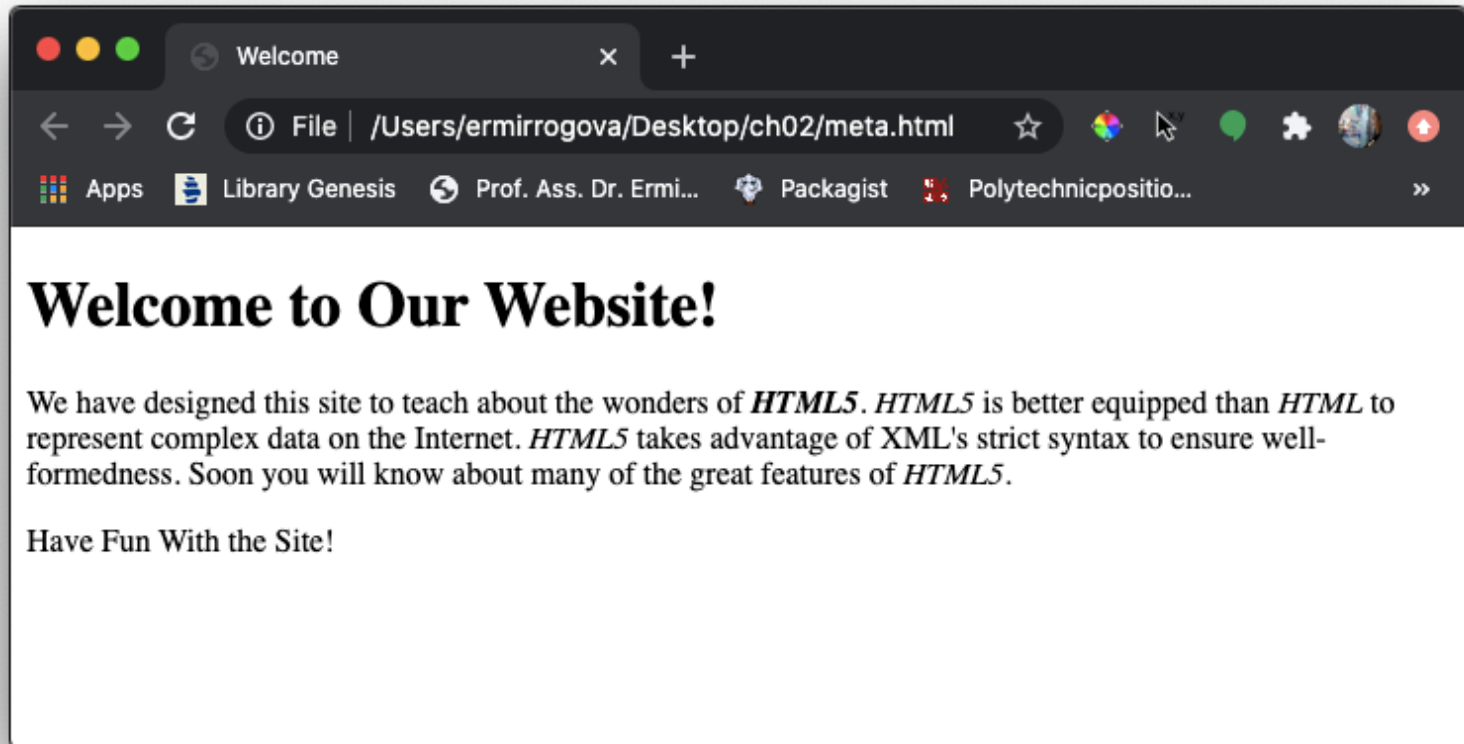 Welcome
File /Users/ermirrogova/Desktop/ch02/meta.html
Apps Library Genesis Prof. Ass. Dr. Ermi... Packagist Polytechnicpositio... »
Welcome to Our Website!
We have designed this site to teach about the wonders of HTML5. HTML5 is better equipped than HTML to
represent complex data on the Internet. HTML5 takes advantage of XML's strict syntax to ensure well-
formedness. Soon you will know about many of the great features of HTML5.
Have Fun With the Site!